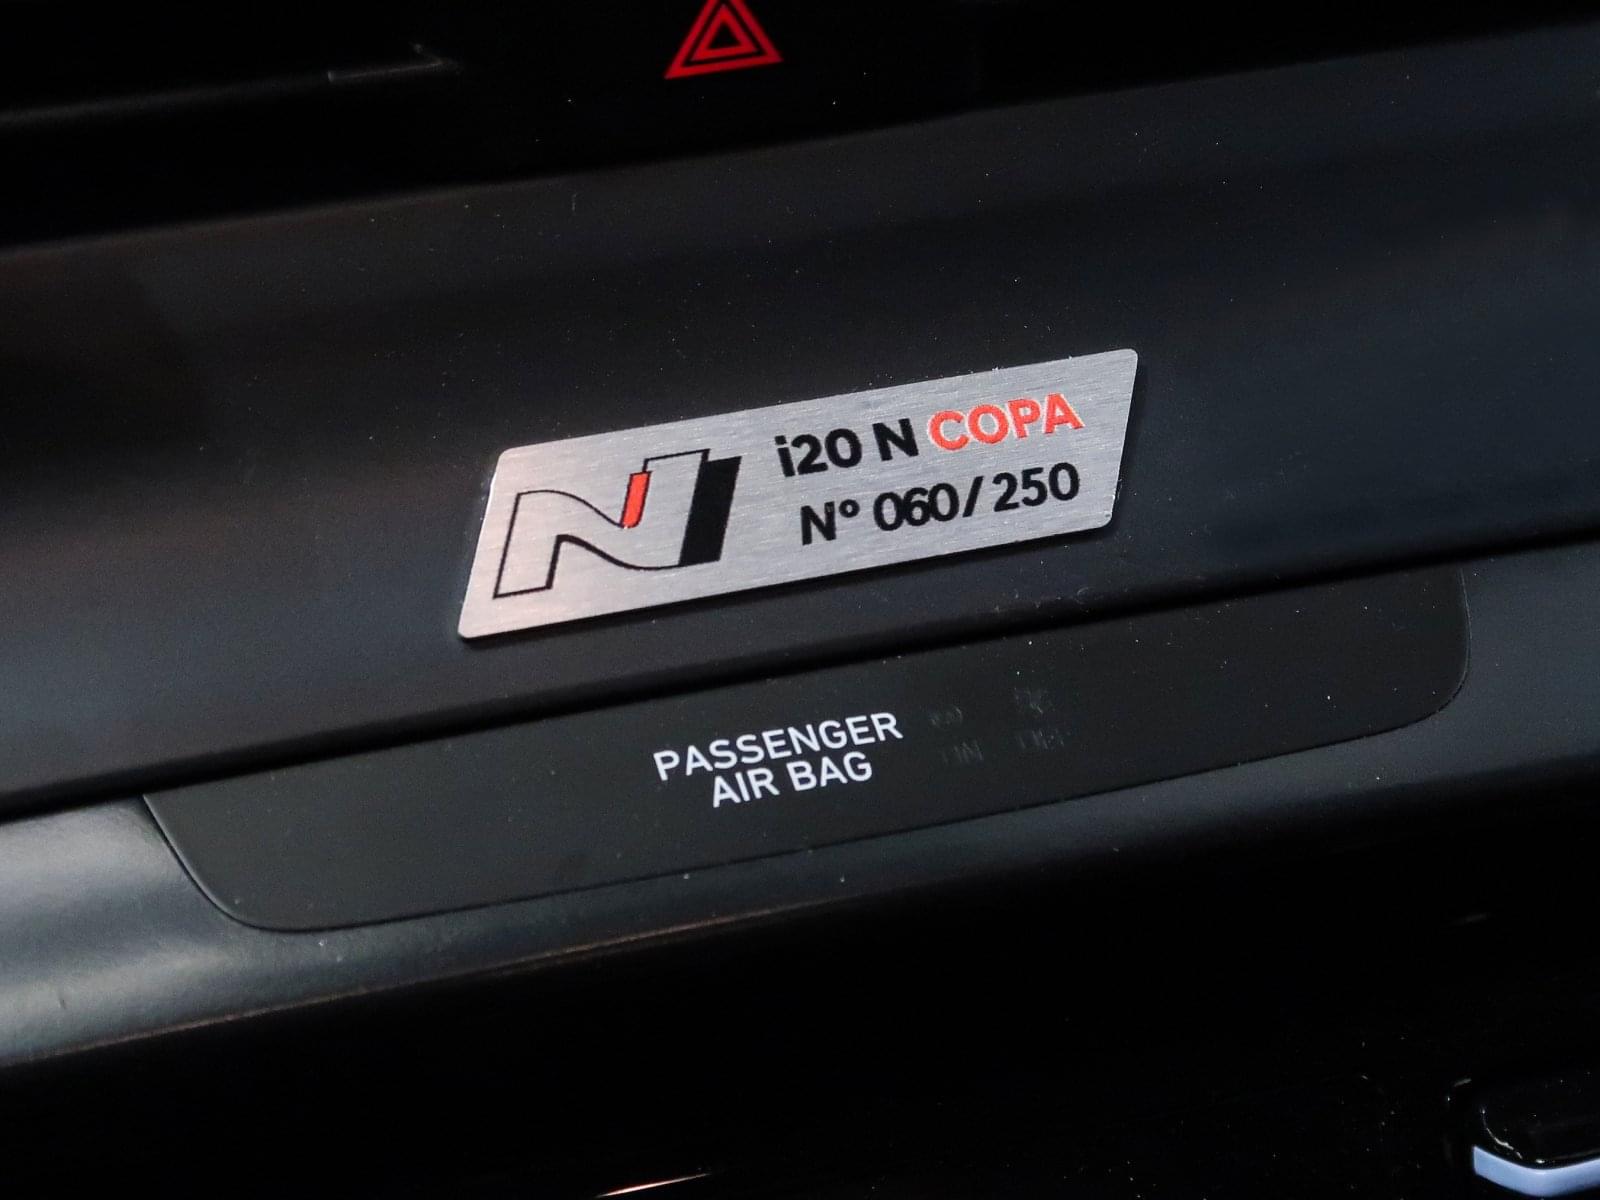 i20 N COPA
N° 060/250
PASSENGER
AIR BAG